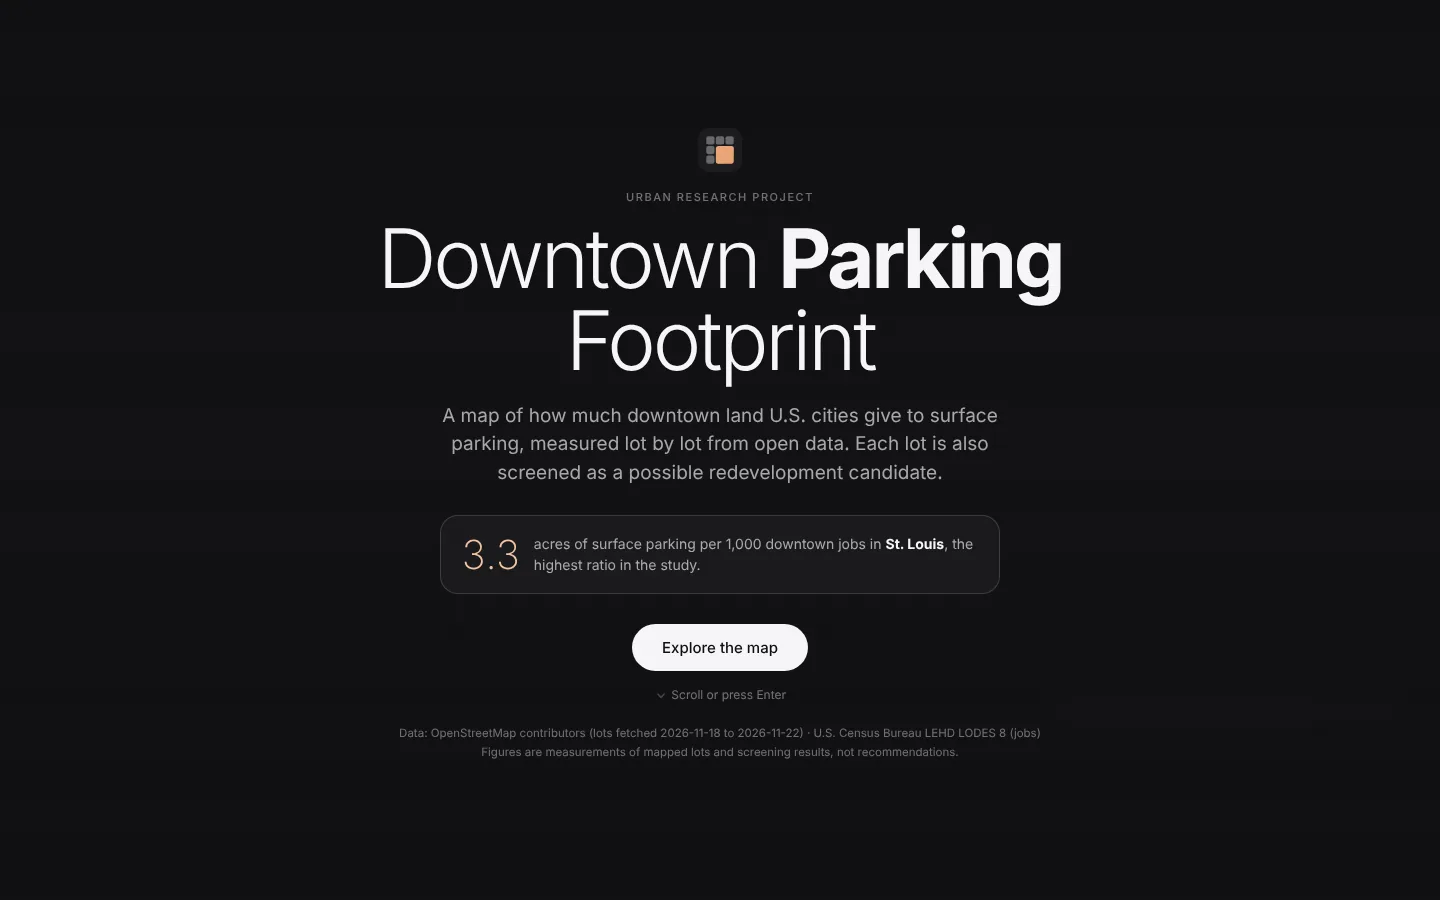 URBAN RESEARCH PROJECT
Downtown Parking
Footprint
A map of how much downtown land U.S. cities give to surface
parking, measured lot by lot from open data. Each lot is also
screened as a possible redevelopment candidate.
3.3
acres of surface parking per 1,000 downtown jobs in St. Louis, the
highest ratio in the study.
Explore the map
Scroll or press Enter
Data: OpenStreetMap contributors (lots fetched 2026-11-18 to 2026-11-22) · U.S. Census Bureau LEHD LODES 8 (jobs)
Figures are measurements of mapped lots and screening results, not recommendations.